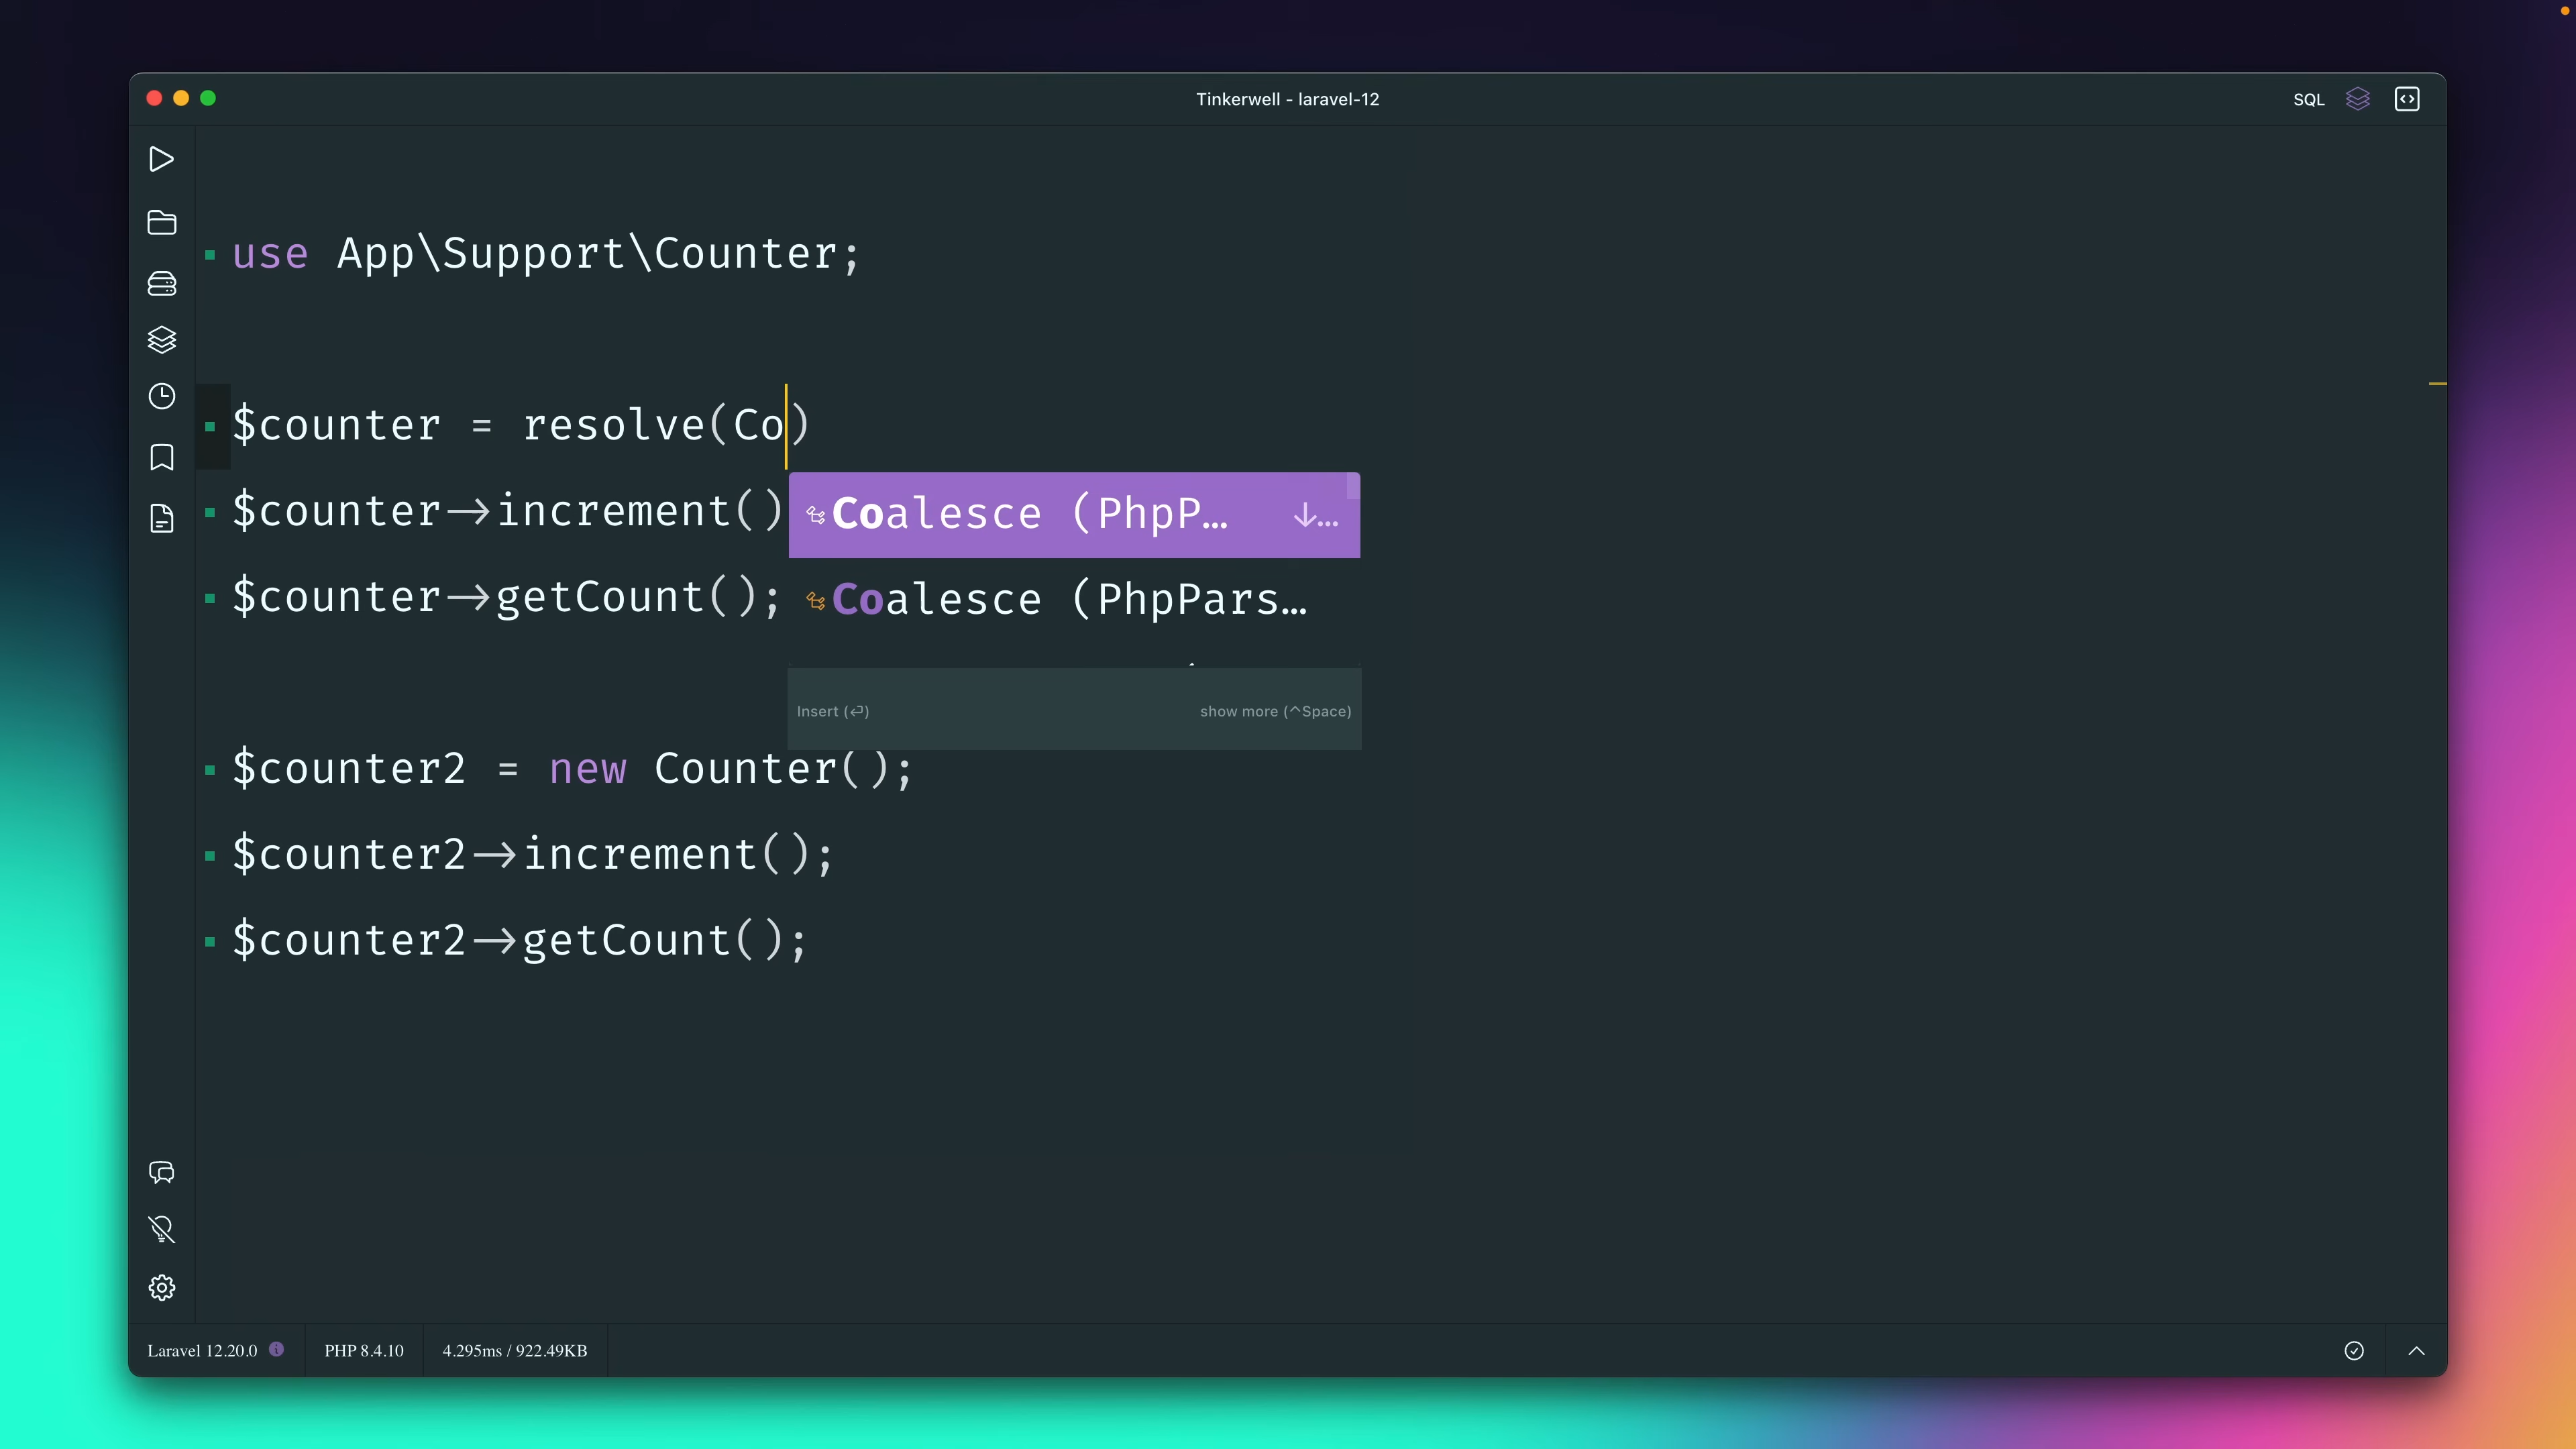 Tinkerwell - laravel-12
SQL
use App\Support\Counter;
$counter = resolve(Co)
$counter->increment()
$counter->getCount();
Coalesce (PhpP…
Coalesce (PhpPars…
Insert (⏎)
show more (^Space)
$counter2 = new Counter();
$counter2->increment();
$counter2->getCount();
Laravel 12.20.0
PHP 8.4.10
4.295ms / 922.49KB